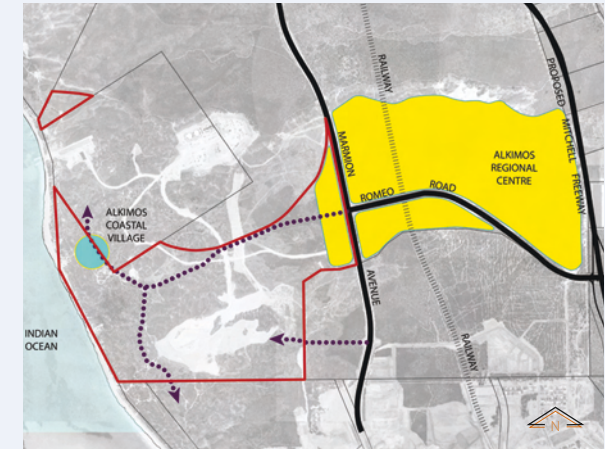 RAILWAY
PROPOSED
MITCHELL
FREEWAY
MARMION
ALKIMOS
REGIONAL
CENTRE
ROMEO
ROAD
ALKIMOS
COASTAL
VILLAGE
AVENUE
INDIAN
OCEAN
RAILWAY
N